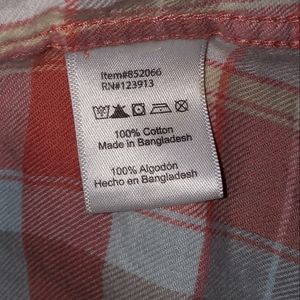 Item#852066
RN#123913
100% Cotton
Made in Bangladesh
100% Algodón
Hecho en Bangladesh